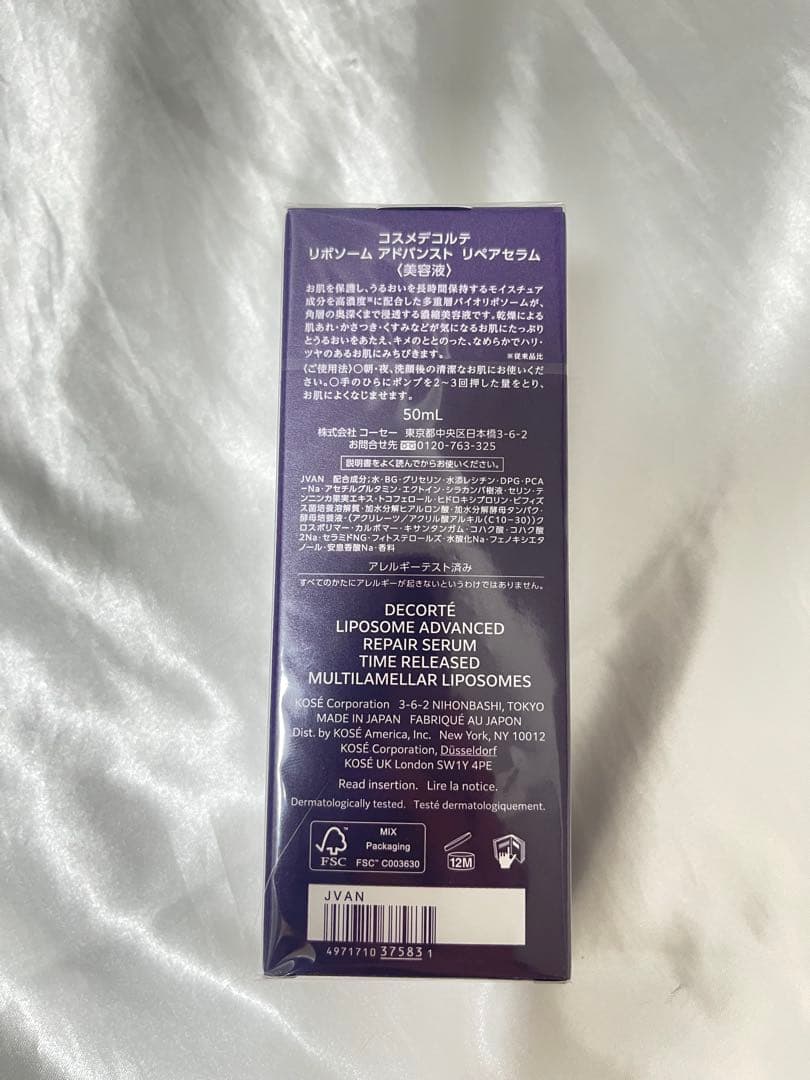 コスメデコルテ
リポソーム アドバンスト リペアセラム
〈美容液〉
お肌を保護し、うるおいを長時間保持するモイスチュア
成分を高濃度※に配合した多重層バイオリポソームが、
角層の奥深くまで浸透する濃縮美容液です。乾燥による
肌あれ・かさつき・くすみなどが気になるお肌にたっぷり
とうるおいをあたえ、キメのととのった、なめらかでハリ・
ツヤのあるお肌にみちびきます。 ※従来品比
〈ご使用法〉○朝・夜、洗顔後の清潔なお肌にお使いくだ
さい。○手のひらにポンプを2~3回押した量をとり、
お肌によくなじませます。
50mL
株式会社 コーセー 東京都中央区日本橋3-6-2
お問合せ先 0120-763-325
説明書をよく読んでからお使いください。
JVAN 配合成分;水・BG・グリセリン・水添レシチン・DPG・PCA
-Na・アセチルグルタミン・エクトイン・シラカンバ樹液・セリン・テ
ンニンカ果実エキス・トコフェロール・ヒドロキシプロリン・ビフィズ
ス菌培養溶解質・加水分解ヒアルロン酸・加水分解酵母タンパク・
酵母培養液・(アクリレーツ/アクリル酸アルキル(C10-30))ク
ロスポリマー・カルボマー・キサンタンガム・コハク酸・コハク酸
2Na・セラミドNG・フィトステロールズ・水酸化Na・フェノキシエタ
ノール・安息香酸Na・香料
アレルギーテスト済み
すべてのかたにアレルギーが起きないというわけではありません。
DECORTÉ
LIPOSOME ADVANCED
REPAIR SERUM
TIME RELEASED
MULTILAMELLAR LIPOSOMES
KOSÉ Corporation 3-6-2 NIHONBASHI, TOKYO
MADE IN JAPAN FABRIQUÉ AU JAPON
Dist. by KOSÉ America, Inc. New York, NY 10012
KOSÉ Corporation, Düsseldorf
KOSÉ UK London SW1Y 4PE
Read insertion. Lire la notice.
Dermatologically tested. Testé dermatologiquement.
FSC™
MIX
Packaging
FSC™ C003630
12M
JVAN
4971710 37583 1